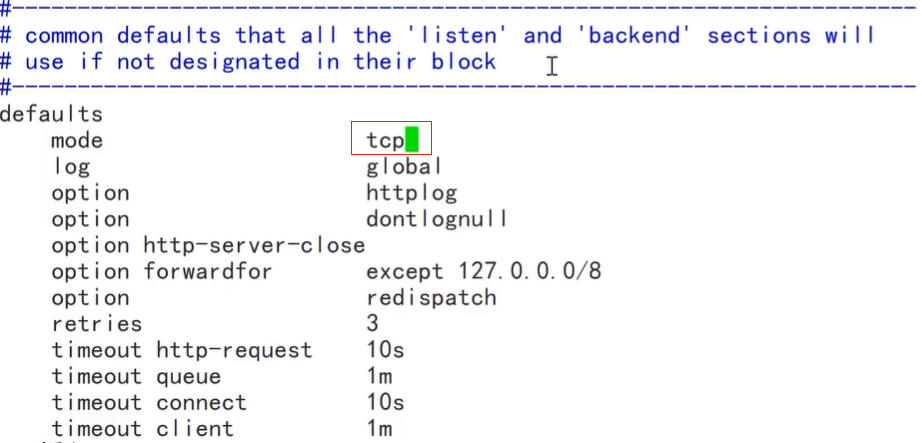 #---------------------------------------------------------------------
# common defaults that all the 'listen' and 'backend' sections will
# use if not designated in their block
#---------------------------------------------------------------------
defaults
    mode                    tcp
    log                     global
    option                  httplog
    option                  dontlognull
    option http-server-close
    option forwardfor       except 127.0.0.0/8
    option                  redispatch
    retries                 3
    timeout http-request    10s
    timeout queue           1m
    timeout connect         10s
    timeout client          1m